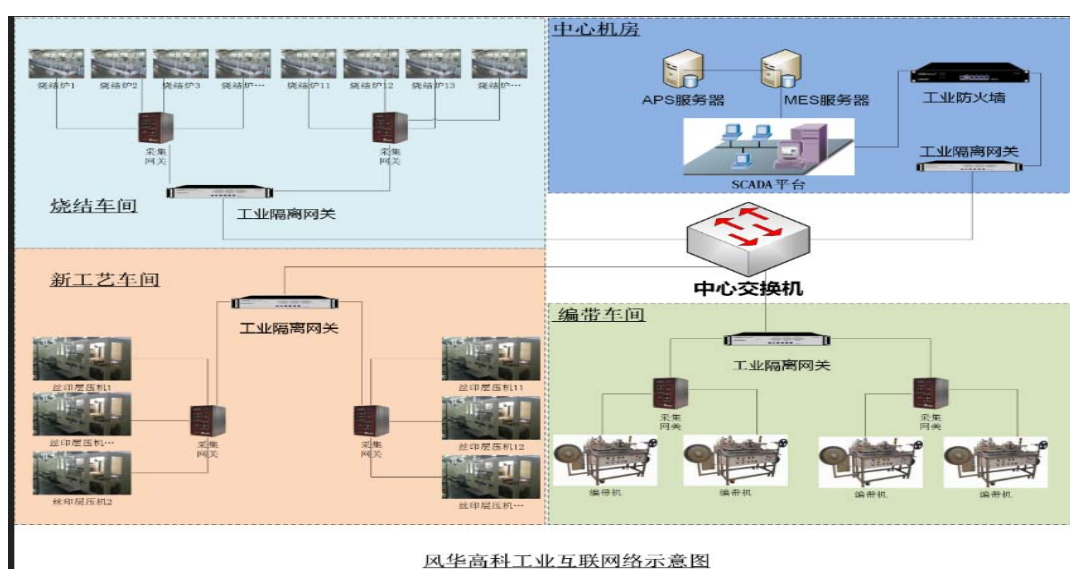 烧结炉1 烧结炉2 烧结炉3 烧结炉… 烧结炉11 烧结炉12 烧结炉13 烧结炉…
采集
网关
采集
网关
工业隔离网关
烧结车间
中心机房
APS服务器
MES服务器
工业防火墙
SCADA平台
工业隔离网关
中心交换机
新工艺车间
工业隔离网关
丝印层压机1
丝印层压机…
丝印层压机2
采集
网关
采集
网关
丝印层压机11
丝印层压机12
丝印层压机…
编带车间
工业隔离网关
采集
网关
采集
网关
编带机
编带机
编带机
编带机
风华高科工业互联网络示意图